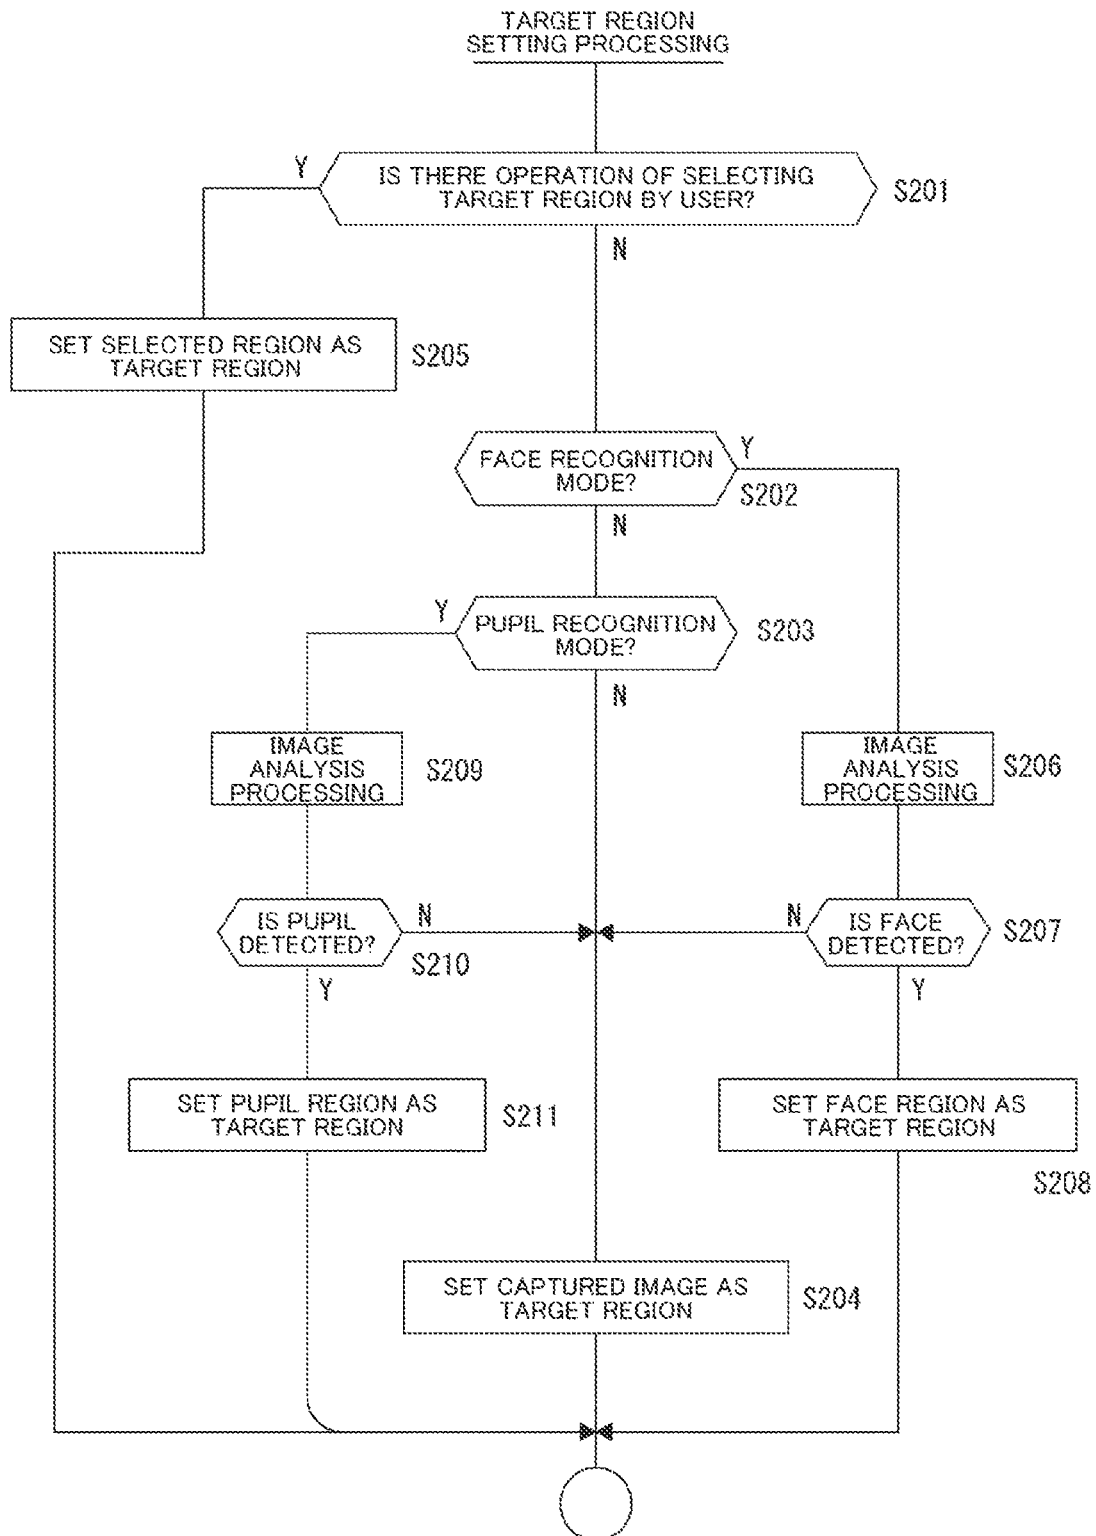 TARGET REGION
SETTING PROCESSING
Y
IS THERE OPERATION OF SELECTING
TARGET REGION BY USER?
S201
N
SET SELECTED REGION AS
TARGET REGION
S205
FACE RECOGNITION
MODE?
Y
S202
N
Y
PUPIL RECOGNITION
MODE?
S203
N
IMAGE
ANALYSIS
PROCESSING
S209
IMAGE
ANALYSIS
PROCESSING
S206
IS PUPIL
DETECTED?
N
S210
Y
N
IS FACE
DETECTED?
S207
Y
SET PUPIL REGION AS
TARGET REGION
S211
SET FACE REGION AS
TARGET REGION
S208
SET CAPTURED IMAGE AS
TARGET REGION
S204